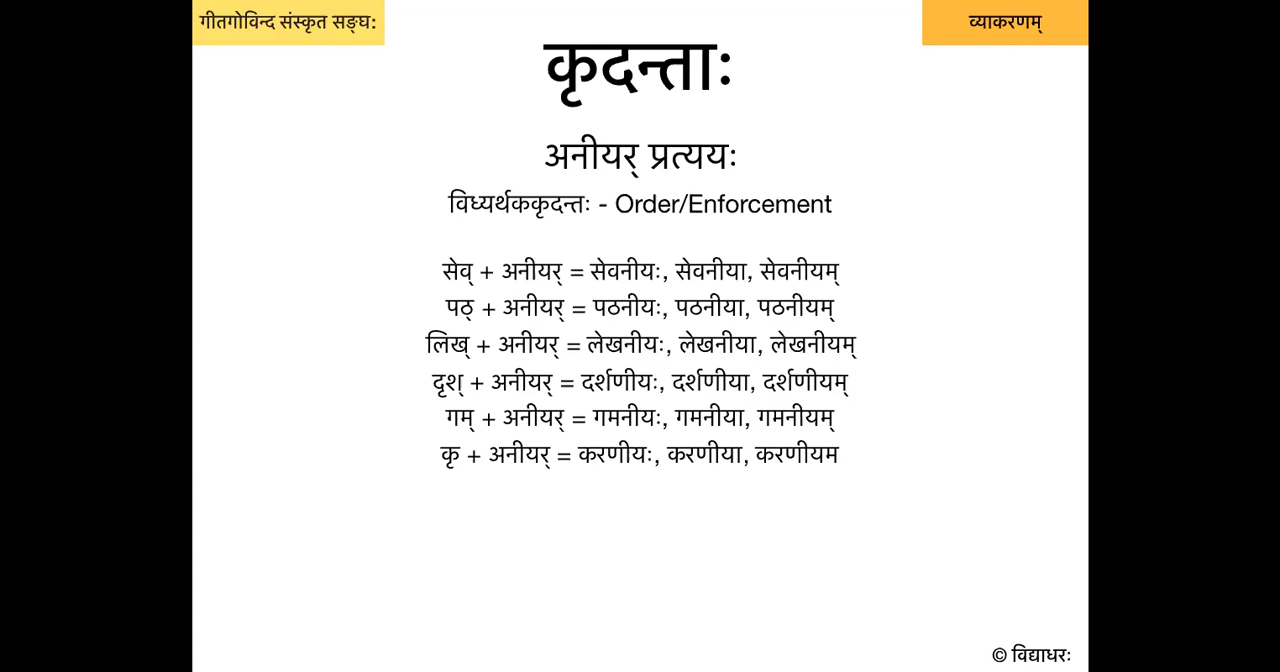 गीतगोविन्द संस्कृत सङ्घः
व्याकरणम्
कृदन्ताः
अनीयर् प्रत्ययः
विध्यर्थककृदन्तः - Order/Enforcement
सेव् + अनीयर् = सेवनीयः, सेवनीया, सेवनीयम्
पठ् + अनीयर् = पठनीयः, पठनीया, पठनीयम्
लिख् + अनीयर् = लेखनीयः, लेखनीया, लेखनीयम्
दृश् + अनीयर् = दर्शणीयः, दर्शणीया, दर्शणीयम्
गम् + अनीयर् = गमनीयः, गमनीया, गमनीयम्
कृ + अनीयर् = करणीयः, करणीया, करणीयम
© विद्याधरः